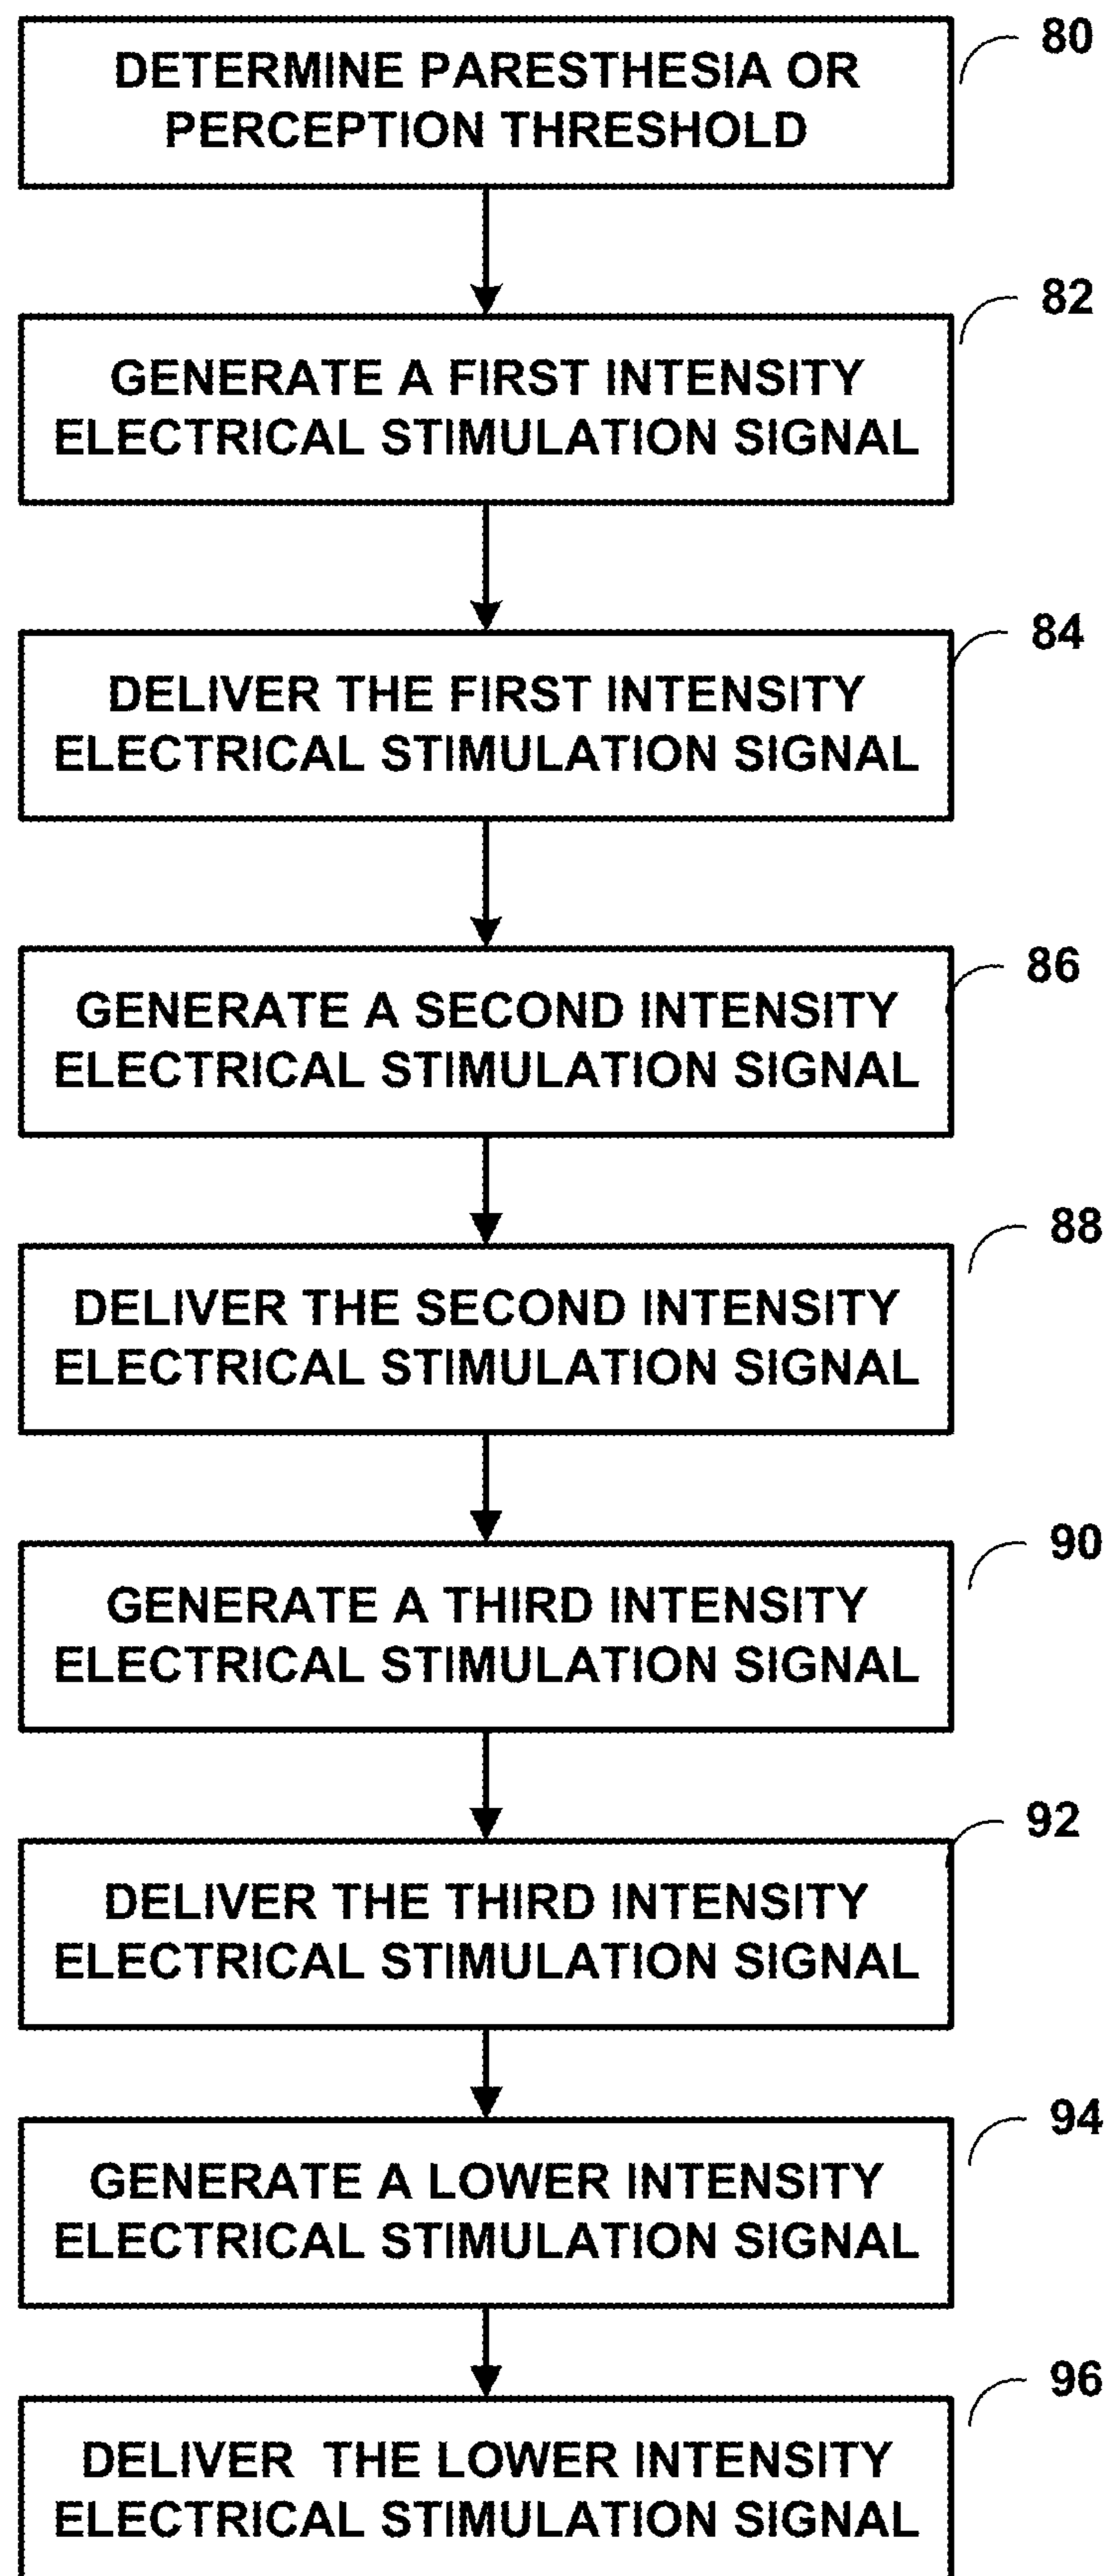 80
DETERMINE PARESTHESIA OR
PERCEPTION THRESHOLD
82
GENERATE A FIRST INTENSITY
ELECTRICAL STIMULATION SIGNAL
84
DELIVER THE FIRST INTENSITY
ELECTRICAL STIMULATION SIGNAL
86
GENERATE A SECOND INTENSITY
ELECTRICAL STIMULATION SIGNAL
88
DELIVER THE SECOND INTENSITY
ELECTRICAL STIMULATION SIGNAL
90
GENERATE A THIRD INTENSITY
ELECTRICAL STIMULATION SIGNAL
92
DELIVER THE THIRD INTENSITY
ELECTRICAL STIMULATION SIGNAL
94
GENERATE A LOWER INTENSITY
ELECTRICAL STIMULATION SIGNAL
96
DELIVER THE LOWER INTENSITY
ELECTRICAL STIMULATION SIGNAL